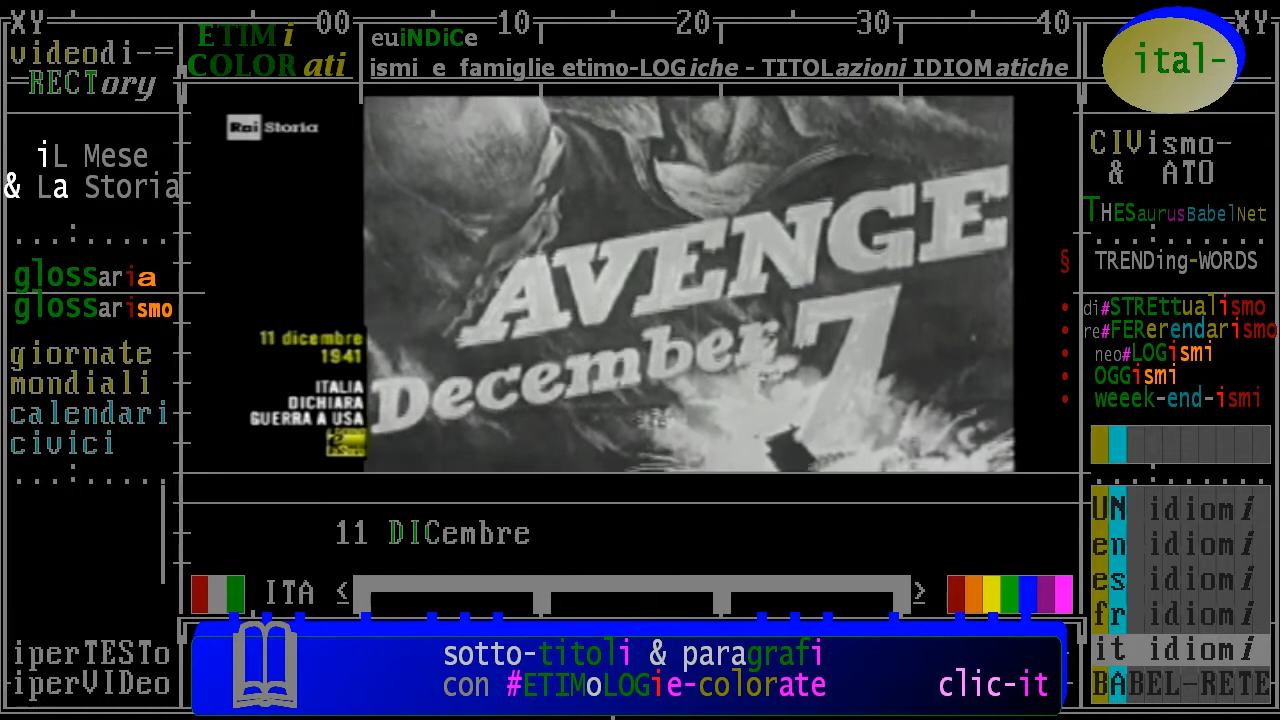 XY 00 10 20 30 40 XY
videodi-=
=RECTory
ETIMi
COLORati
euiNDiCe
ismi e famiglie etimo-LOGiche - TITOLazioni IDIOMatiche
ital-
iL Mese
& La Storia
...:.....
glossaria
glossarismo
giornate
mondiali
calendari
civici
...:.....
iperTESTo
-iperVIDeo
Rai Storia
AVENGE
December 7
11 dicembre
1941
ITALIA
DICHIARA
GUERRA A USA
11 DICembre
ITA < >
sotto-titoli & paragrafi
con #ETIMoLOGie-colorate clic-it
CIVismo-
& ATO
THESaurusBabelNet
...:.......
§ TRENDing-WORDS
• di#STREttualismo
• re#FERerendarismo
• neo#LOGismi
• OGGismi
• weeek-end-ismi
...:.......
UN idiomi
en idiomi
es idiomi
fr idiomi
it idiomi
BABEL-RETE